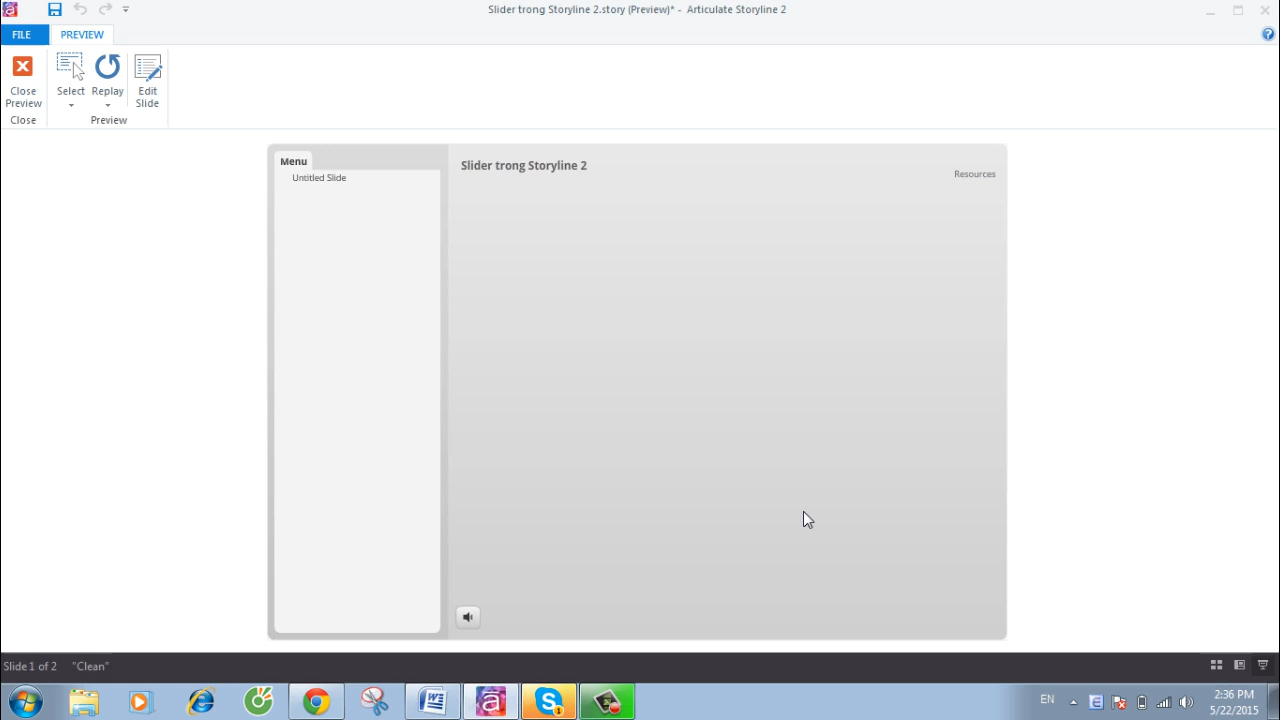 Slider trong Storyline 2.story (Preview)* - Articulate Storyline 2
FILE
PREVIEW
Close
Preview
Select
Replay
Edit
Slide
Close
Preview
Menu
Untitled Slide
Slider trong Storyline 2
Resources
Slide 1 of 2
"Clean"
EN
2:36 PM
5/22/2015